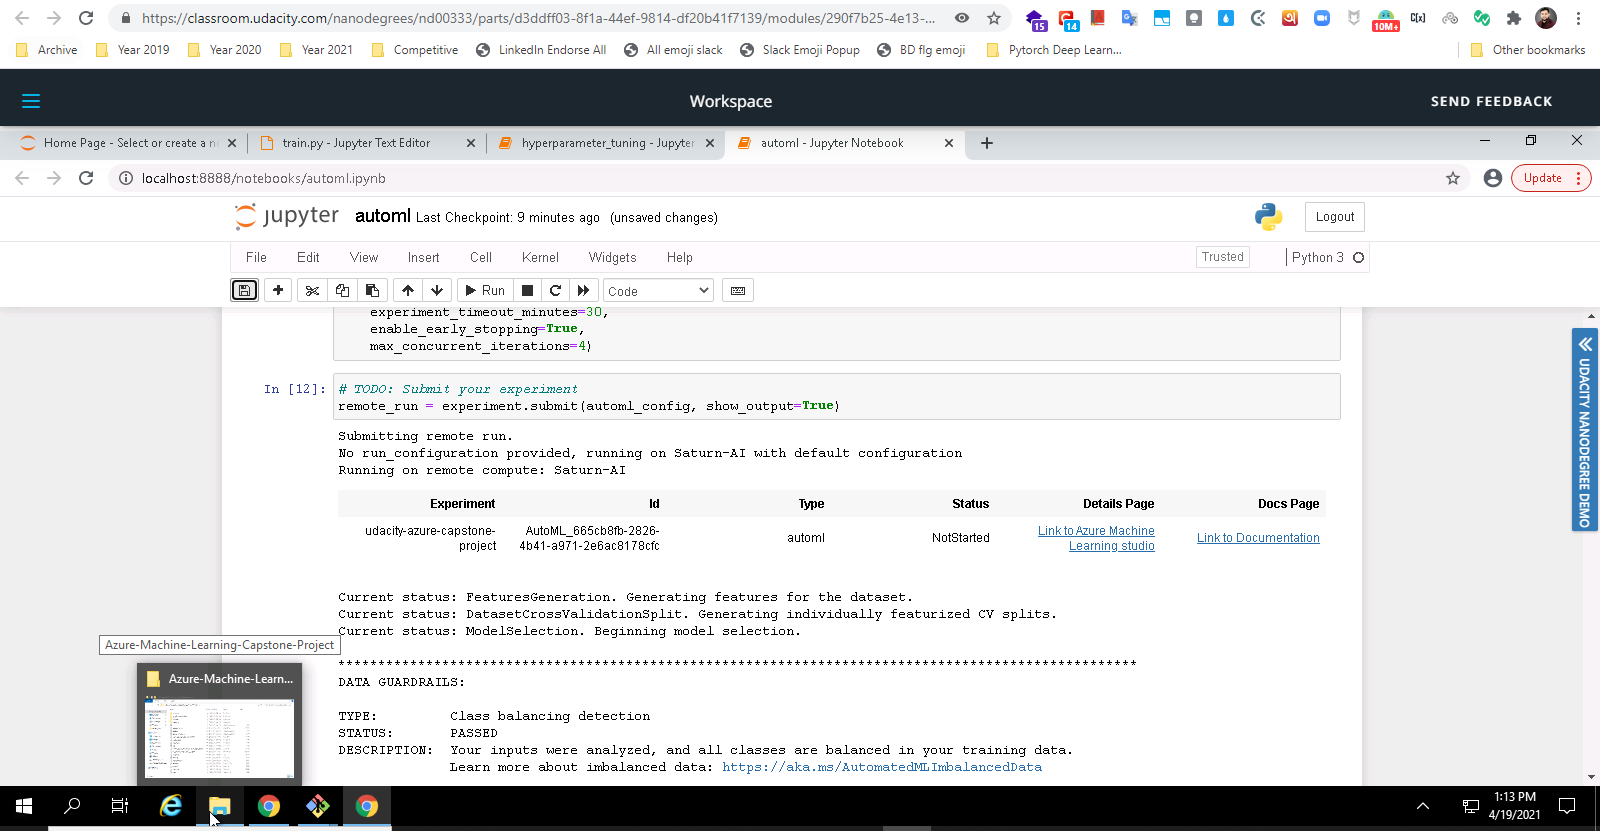 https://classroom.udacity.com/nanodegrees/nd00333/parts/d3ddff03-8f1a-44ef-9814-df20b41f7139/modules/290f7b25-4e13-...
15
14
10M+
Archive
Year 2019
Year 2020
Year 2021
Competitive
LinkedIn Endorse All
All emoji slack
Slack Emoji Popup
BD flg emoji
Pytorch Deep Learn...
Other bookmarks
Workspace
SEND FEEDBACK
Home Page - Select or create a n
train.py - Jupyter Text Editor
hyperparameter_tuning - Jupyter
automl - Jupyter Notebook
localhost:8888/notebooks/automl.ipynb
Update
jupyter automl Last Checkpoint: 9 minutes ago (unsaved changes)
Logout
File Edit View Insert Cell Kernel Widgets Help
Trusted
Python 3
Run
Code
experiment_timeout_minutes=30,
enable_early_stopping=True,
max_concurrent_iterations=4)
In [12]: # TODO: Submit your experiment
remote_run = experiment.submit(automl_config, show_output=True)
Submitting remote run.
No run_configuration provided, running on Saturn-AI with default configuration
Running on remote compute: Saturn-AI
Experiment Id Type Status Details Page Docs Page
udacity-azure-capstone-project AutoML_665cb8fb-2826-4b41-a971-2e6ac8178cfc automl NotStarted Link to Azure Machine Learning studio Link to Documentation
Current status: FeaturesGeneration. Generating features for the dataset.
Current status: DatasetCrossValidationSplit. Generating individually featurized CV splits.
Current status: ModelSelection. Beginning model selection.
****************************************************************************************************
DATA GUARDRAILS:
TYPE: Class balancing detection
STATUS: PASSED
DESCRIPTION: Your inputs were analyzed, and all classes are balanced in your training data.
Learn more about imbalanced data: https://aka.ms/AutomatedMLImbalancedData
UDACITY NANODEGREE DEMO
Azure-Machine-Learning-Capstone-Project
Azure-Machine-Learn...
1:13 PM
4/19/2021